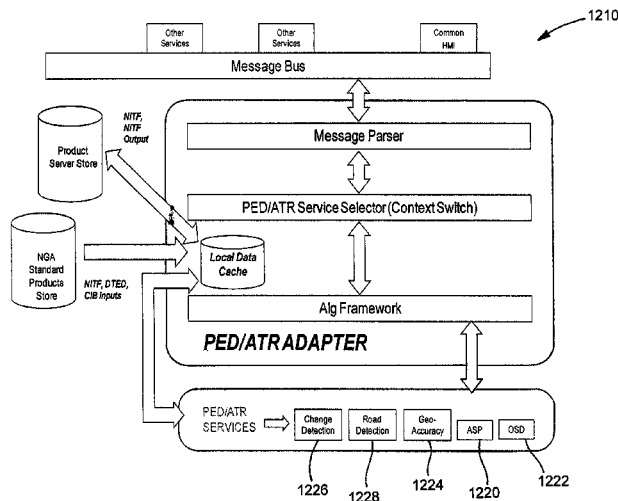 Other
Services
Other
Services
Common
HMI
1210
Message Bus
NITF,
NITF
Output
Product
Server Store
Message Parser
PED/ATR Service Selector (Context Switch)
NGA
Standard
Products
Store
NITF, DTED,
CIB Inputs
Local Data
Cache
Alg Framework
PED/ATR ADAPTER
PED/ATR
SERVICES
Change
Detection
Road
Detection
Geo-
Accuracy
ASP
OSD
1226
1228
1224
1220
1222